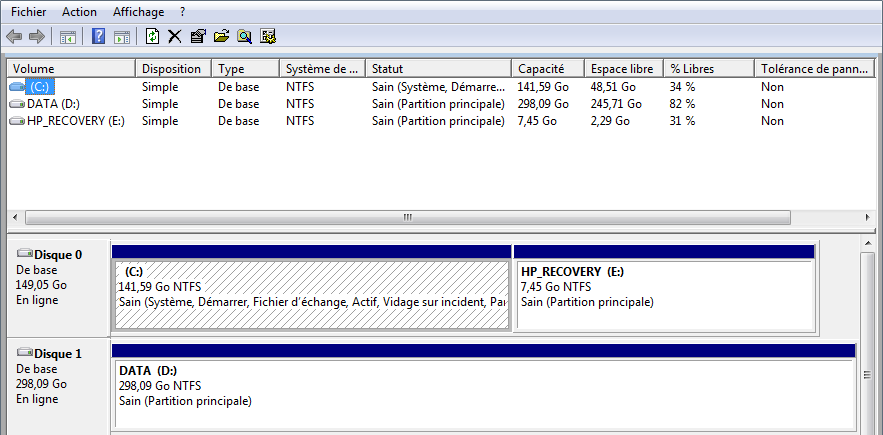 Fichier Action Affichage ?
Volume Disposition Type Système de ... Statut Capacité Espace libre % Libres Tolérance de pann...
(C:) Simple De base NTFS Sain (Système, Démarre... 141,59 Go 48,51 Go 34 % Non
DATA (D:) Simple De base NTFS Sain (Partition principale) 298,09 Go 245,71 Go 82 % Non
HP_RECOVERY (E:) Simple De base NTFS Sain (Partition principale) 7,45 Go 2,29 Go 31 % Non
Disque 0
De base
149,05 Go
En ligne
(C:)
141,59 Go NTFS
Sain (Système, Démarrer, Fichier d'échange, Actif, Vidage sur incident, Pa
HP_RECOVERY (E:)
7,45 Go NTFS
Sain (Partition principale)
Disque 1
De base
298,09 Go
En ligne
DATA (D:)
298,09 Go NTFS
Sain (Partition principale)